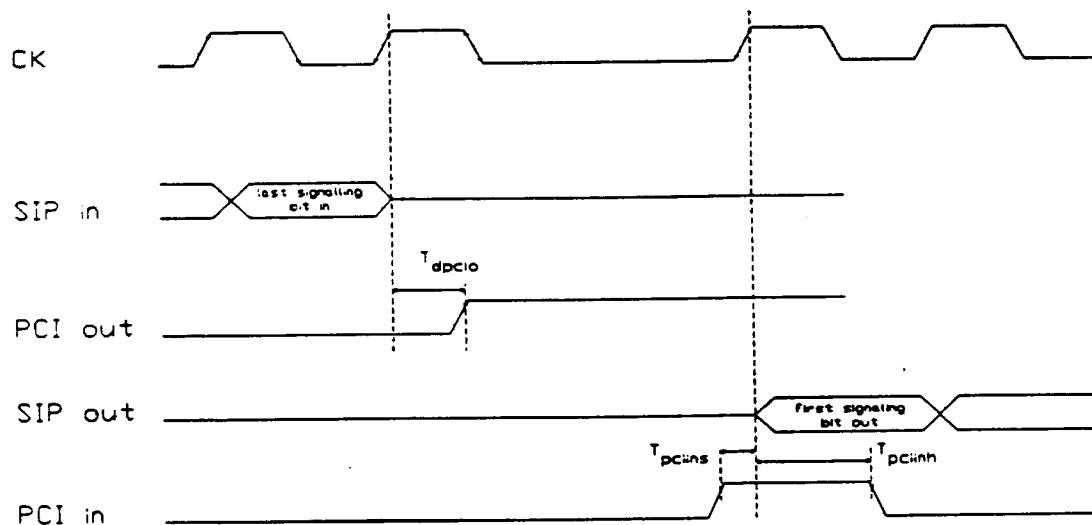 CK
SIP in
last signalling
bit in
T dpcio
PCI out
SIP out
first signaling
bit out
T pciins
T pciinh
PCI in